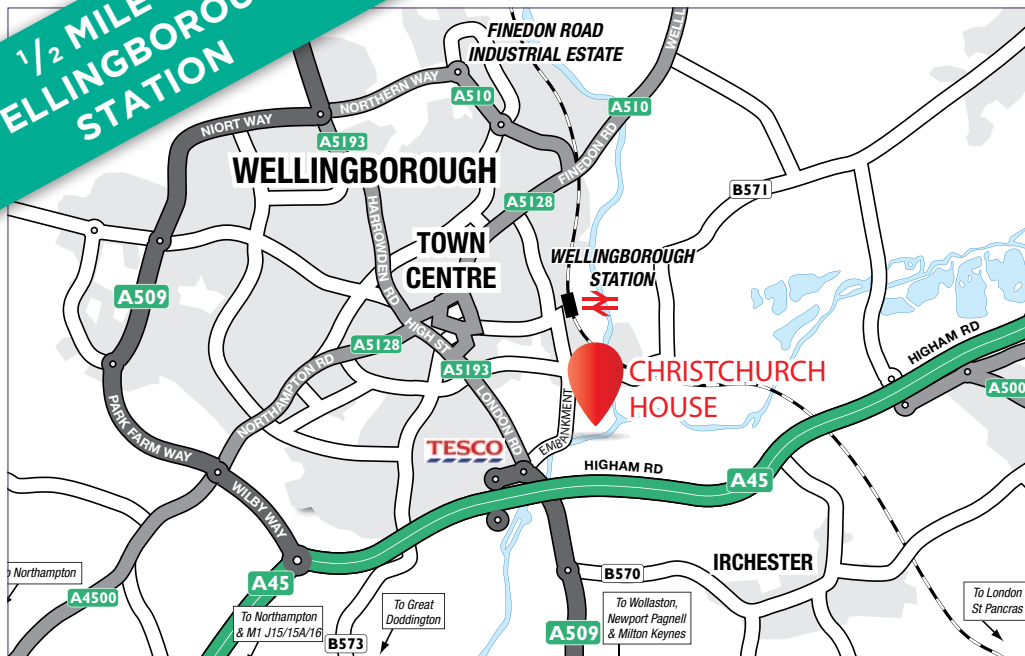 1/2 MILE
ELLINGBOROU
STATION
FINEDON ROAD
INDUSTRIAL ESTATE
WELL
NORTHERN WAY
A510
A510
NIORT WAY
A5193
FINEDON RD
WELLINGBOROUGH
B571
HARROWDEN RD
A5128
TOWN
CENTRE
WELLINGBOROUGH
STATION
A509
HIGH ST
A5128
A5193
HIGHAM RD
CHRISTCHURCH
HOUSE
A500
NORTHAMPTON RD
LONDON RD
EMBANKMENT
PARK FARM WAY
TESCO
HIGHAM RD
A45
WILBY WAY
IRCHESTER
B570
Northampton
A45
A4500
To Northampton
& M1 J15/15A/16
To Great
Doddington
To Wollaston,
Newport Pagnell
& Milton Keynes
To London
St Pancras
B573
A509